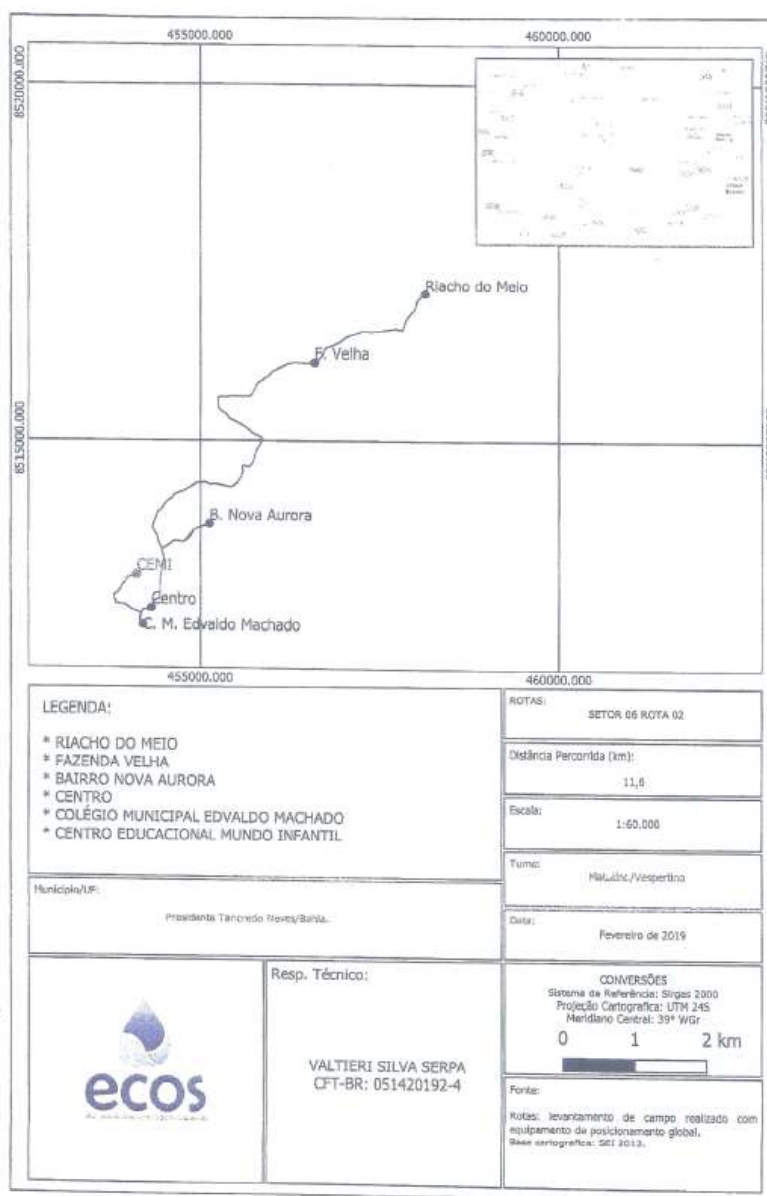 455000.000
460000.000
8520000.000
Riacho do Meio
F. Velha
8515000.000
B. Nova Aurora
CEMI
Centro
C. M. Edvaldo Machado
455000.000
460000.000
LEGENDA:
* RIACHO DO MEIO
* FAZENDA VELHA
* BAIRRO NOVA AURORA
* CENTRO
* COLÉGIO MUNICIPAL EDVALDO MACHADO
* CENTRO EDUCACIONAL MUNDO INFANTIL
ROTAS:
SETOR 06 ROTA 02
Distância Percorrida (km):
11,6
Escala:
1:60.000
Turno:
/Vespertino
Município/UF:
Presidente Tancredo Neves/Bahia.
Data:
Fevereiro de 2019
ecos
Resp. Técnico:
VALTIERI SILVA SERPA
CFT-BR: 051420192-4
CONVERSÕES
Sistema de Referência: Sirgas 2000
Projeção Cartografica: UTM 24S
Meridiano Central: 39° WGr
0 1 2 km
Fonte:
Rotas: levantamento de campo realizado com
equipamento de posicionamento global.
Base cartografica: SEI 2013.